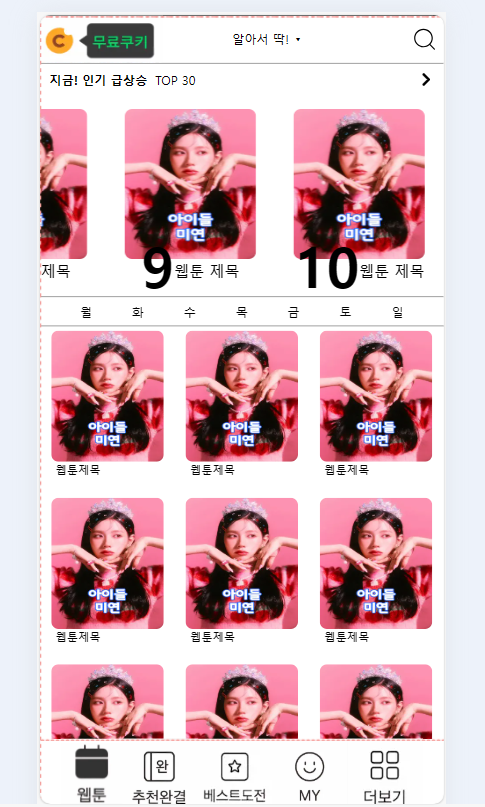 C 무료쿠키 알아서 딱!
지금! 인기 급상승 TOP 30
아이돌
미연
아이돌
미연
제목
9 웹툰 제목
10 웹툰 제목
월 화 수 목 금 토 일
아이돌
미연
아이돌
미연
아이돌
미연
웹툰제목 웹툰제목 웹툰제목
아이돌
미연
아이돌
미연
아이돌
미연
웹툰제목 웹툰제목 웹툰제목
완
웹툰 추천완결 베스트도전 MY 더보기